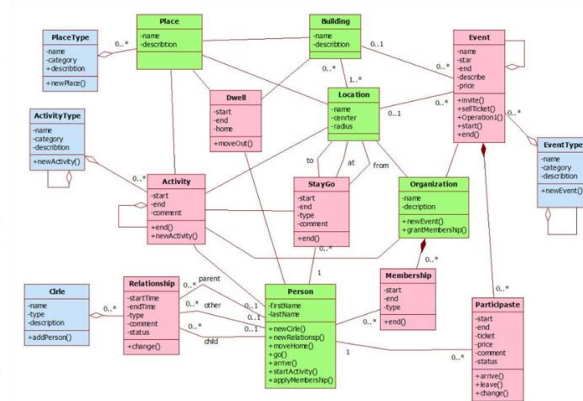 PlaceType
-name
-category
+describtion
+newPlace()
0..*
Place
-name
-describtion
Building
-name
-describtion
0..1
0..*
1..*
Event
-name
-star
-end
-describe
-price
+invite()
+sellTicket()
+Operation1()
+start()
+end()
0..*
0..*
0..*
Dwell
-start
-end
-home
+moveOut()
Location
-name
-cenrter
-radius
0..1
to
at
from
ActivityType
-name
-category
-describtion
+newActivity()
0..*
EventType
-name
-category
-describtion
+newEvent()
Activity
-start
-end
-comment
+end()
+newActivity()
StayGo
-start
-end
-type
-comment
+end()
0..*
Organization
-name
-decription
+newEvent()
+grantMembership()
0..*
Cirle
-name
-type
-description
+addPerson()
0..*
Relationship
-startTime
-endTime
-type
-comment
-status
+change()
parent
0..*
0..1
other
0..*
0..1
child
0..*
0..1
1
Person
-firstName
-lastName
+newCirle()
+newRelationsp()
+moveHome()
+go()
+arrive()
+startActivity()
+applyMembership()
Membership
-start
-end
-type
+end()
0..*
1
0..*
0..*
Participaste
-start
-end
-ticket
-price
-comment
-status
+arrive()
+leave()
+change()